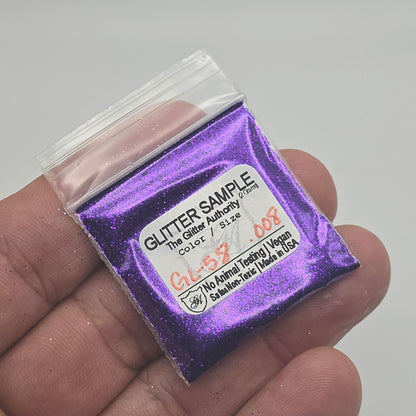 GLITTER SAMPLE
The Glitter Authority
Color / Size
GL-58 .008
No Animal Testing | Vegan
Safe Non-Toxic | Made in USA